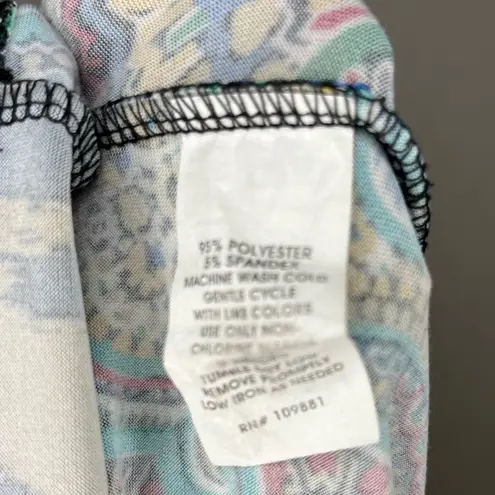 95% POLYESTER
5% SPANDEX
MACHINE WASH COLD
GENTLE CYCLE
WITH LIKE COLORS
USE ONLY NON-
CHLORINE
TUMBLE DRY LOW
REMOVE PROMPTLY
LOW IRON AS NEEDED
RN# 109881